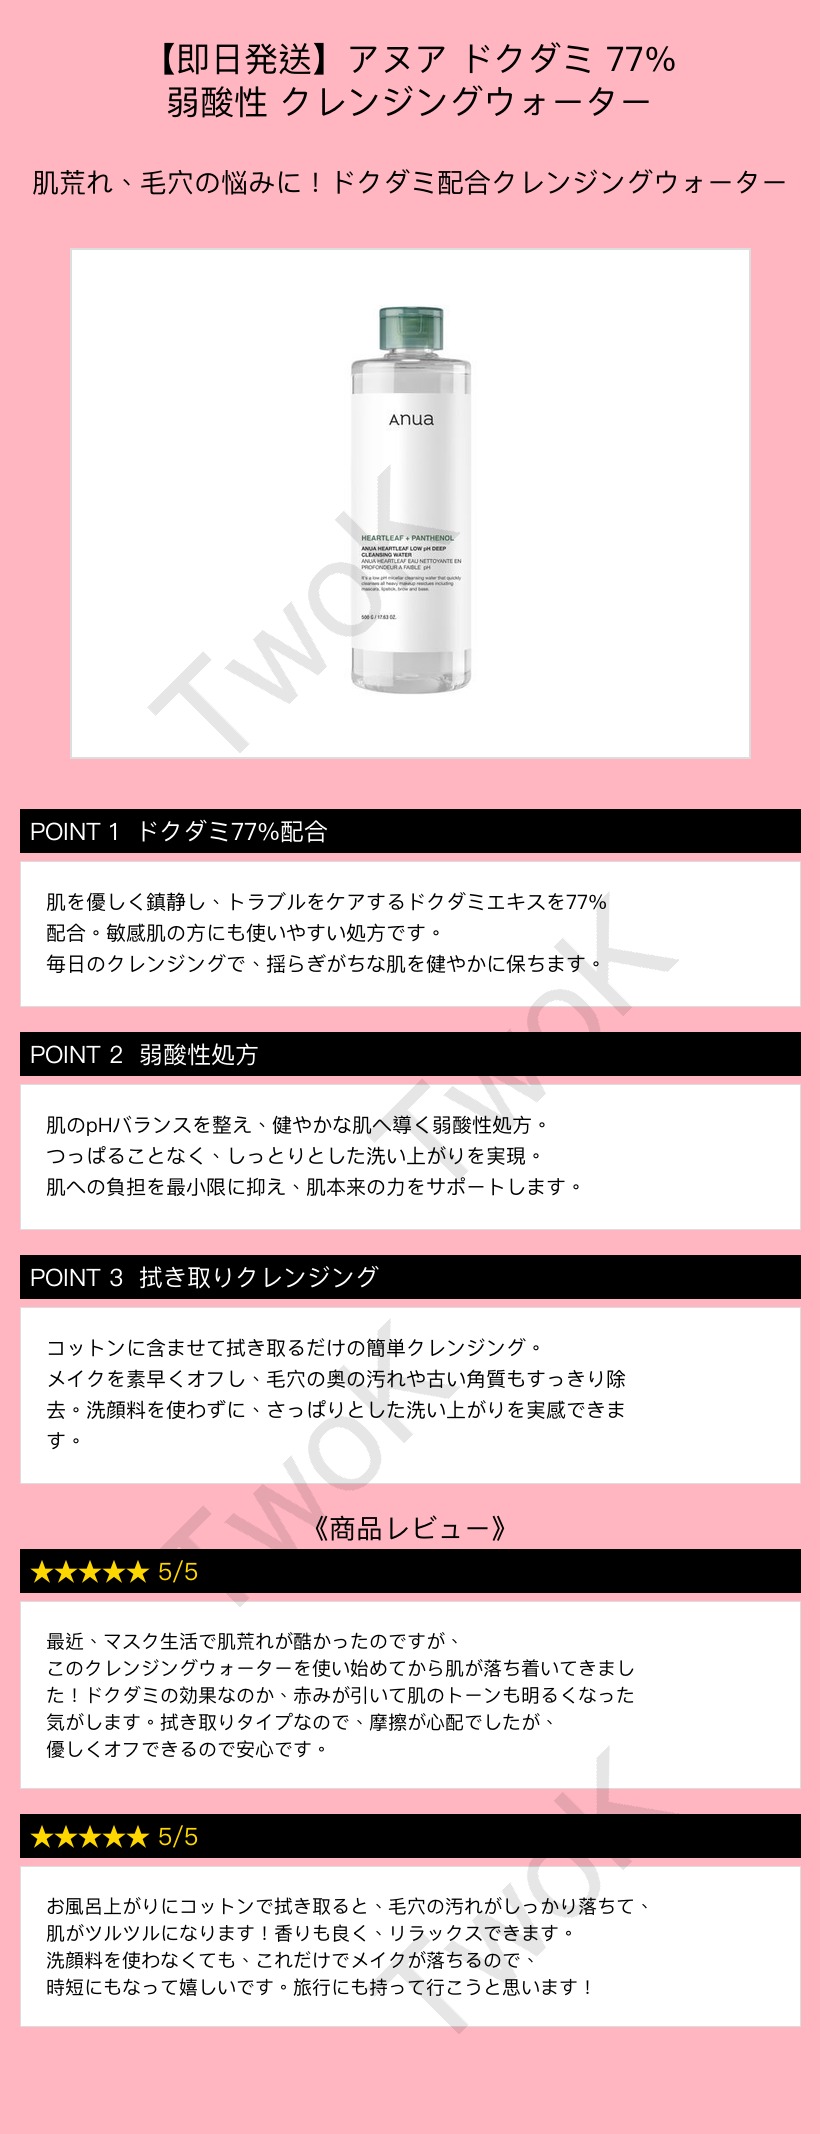 【即日発送】アヌア ドクダミ 77%
弱酸性 クレンジングウォーター
肌荒れ、毛穴の悩みに！ドクダミ配合クレンジングウォーター
Anua
HEARTLEAF + PANTHENOL
ANUA HEARTLEAF LOW pH DEEP
CLEANSING WATER
ANUA HEARTLEAF EAU NETTOYANTE EN
PROFONDEUR A FAIBLE pH
It's a low pH micellar cleansing water that quickly
cleanses all heavy makeup residues including
mascara, lipstick, brow and base.
500 G / 17.63 OZ.
TwoK
POINT 1 ドクダミ77%配合
肌を優しく鎮静し、トラブルをケアするドクダミエキスを77%
配合。敏感肌の方にも使いやすい処方です。
毎日のクレンジングで、揺らぎがちな肌を健やかに保ちます。
TwoK
POINT 2 弱酸性処方
肌のpHバランスを整え、健やかな肌へ導く弱酸性処方。
つっぱることなく、しっとりとした洗い上がりを実現。
肌への負担を最小限に抑え、肌本来の力をサポートします。
POINT 3 拭き取りクレンジング
コットンに含ませて拭き取るだけの簡単クレンジング。
メイクを素早くオフし、毛穴の奥の汚れや古い角質もすっきり除
去。洗顔料を使わずに、さっぱりとした洗い上がりを実感できま
す。
TwoK
《商品レビュー》
★★★★★ 5/5
最近、マスク生活で肌荒れが酷かったのですが、
このクレンジングウォーターを使い始めてから肌が落ち着いてきまし
た！ドクダミの効果なのか、赤みが引いて肌のトーンも明るくなった
気がします。拭き取りタイプなので、摩擦が心配でしたが、
優しくオフできるので安心です。
★★★★★ 5/5
お風呂上がりにコットンで拭き取ると、毛穴の汚れがしっかり落ちて、
肌がツルツルになります！香りも良く、リラックスできます。
洗顔料を使わなくても、これだけでメイクが落ちるので、
時短にもなって嬉しいです。旅行にも持って行こうと思います！
TwoK